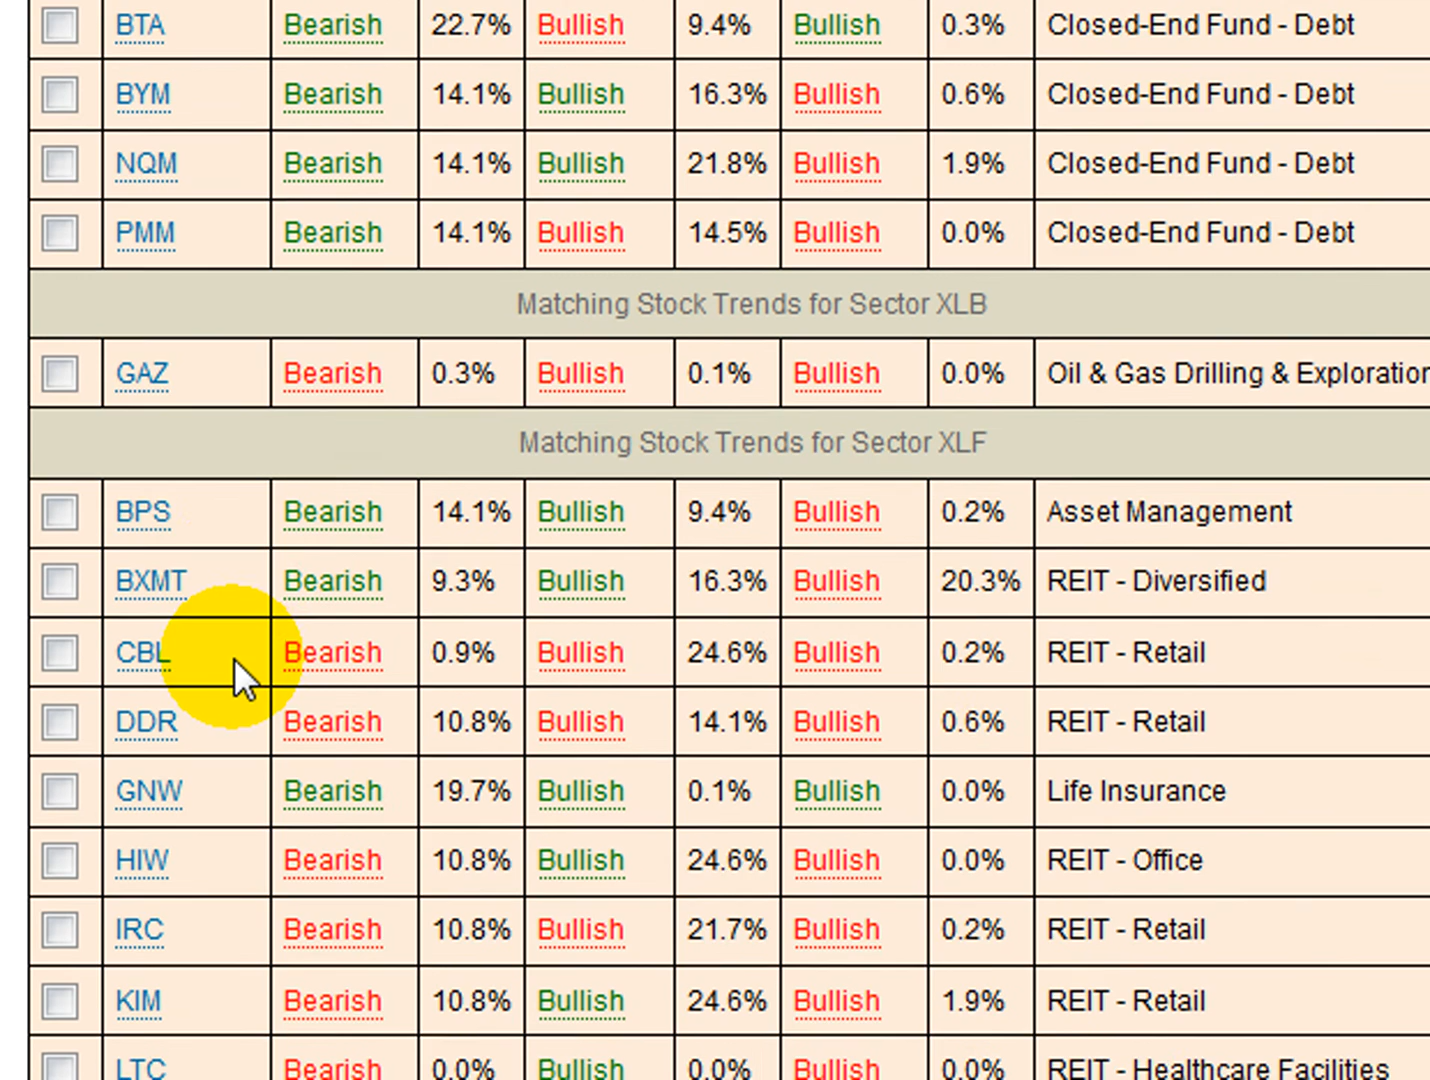 BTA Bearish 22.7% Bullish 9.4% Bullish 0.3% Closed-End Fund - Debt
BYM Bearish 14.1% Bullish 16.3% Bullish 0.6% Closed-End Fund - Debt
NQM Bearish 14.1% Bullish 21.8% Bullish 1.9% Closed-End Fund - Debt
PMM Bearish 14.1% Bullish 14.5% Bullish 0.0% Closed-End Fund - Debt
Matching Stock Trends for Sector XLB
GAZ Bearish 0.3% Bullish 0.1% Bullish 0.0% Oil & Gas Drilling & Exploration
Matching Stock Trends for Sector XLF
BPS Bearish 14.1% Bullish 9.4% Bullish 0.2% Asset Management
BXMT Bearish 9.3% Bullish 16.3% Bullish 20.3% REIT - Diversified
CBL Bearish 0.9% Bullish 24.6% Bullish 0.2% REIT - Retail
DDR Bearish 10.8% Bullish 14.1% Bullish 0.6% REIT - Retail
GNW Bearish 19.7% Bullish 0.1% Bullish 0.0% Life Insurance
HIW Bearish 10.8% Bullish 24.6% Bullish 0.0% REIT - Office
IRC Bearish 10.8% Bullish 21.7% Bullish 0.2% REIT - Retail
KIM Bearish 10.8% Bullish 24.6% Bullish 1.9% REIT - Retail
LTC Bearish 0.0% Bullish 0.0% Bullish 0.0% REIT - Healthcare Facilities